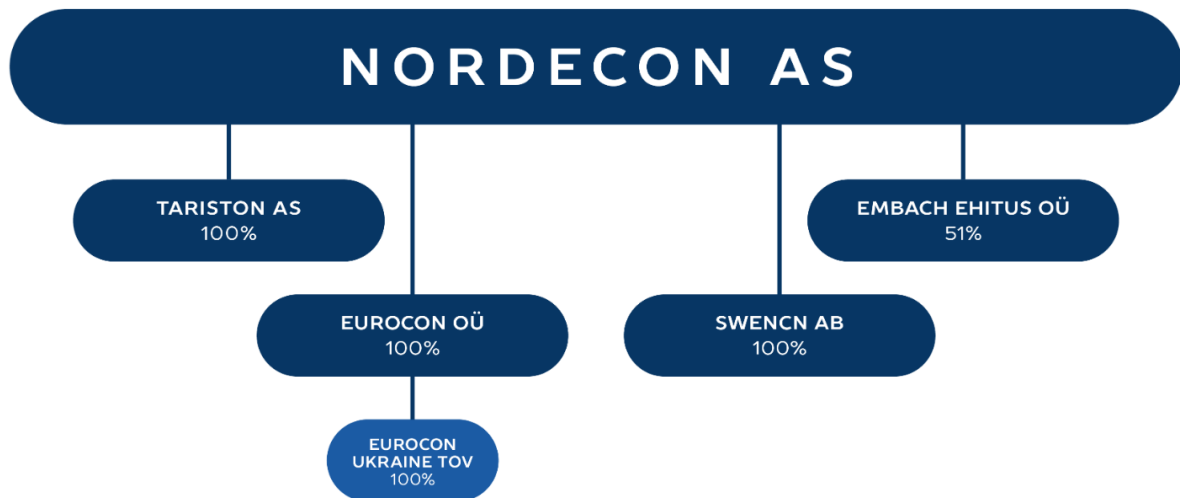 NORDECON AS
TARISTON AS
100%
EMBACH EHITUS OÜ
51%
EUROCON OÜ
100%
SWENCN AB
100%
EUROCON
UKRAINE TOV
100%